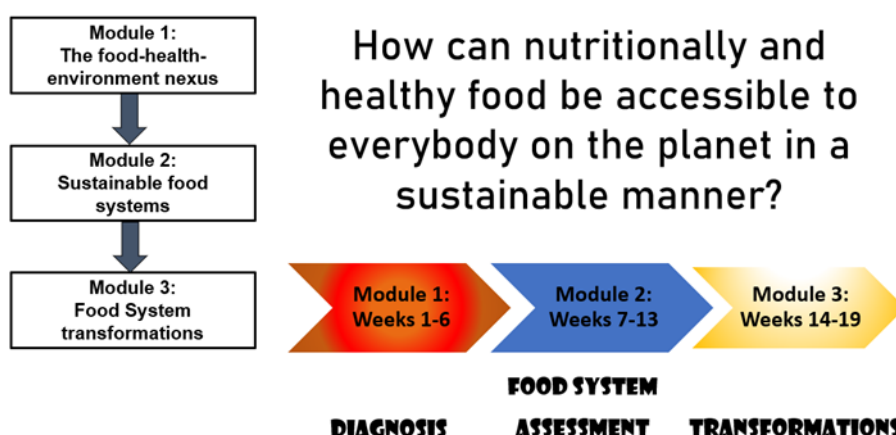 Module 1:
The food-health-
environment nexus
Module 2:
Sustainable food
systems
Module 3:
Food System
transformations
How can nutritionally and
healthy food be accessible to
everybody on the planet in a
sustainable manner?
Module 1:
Weeks 1-6
Module 2:
Weeks 7-13
Module 3:
Weeks 14-19
DIAGNOSIS
FOOD SYSTEM
ASSESSMENT
TRANSFORMATIONS